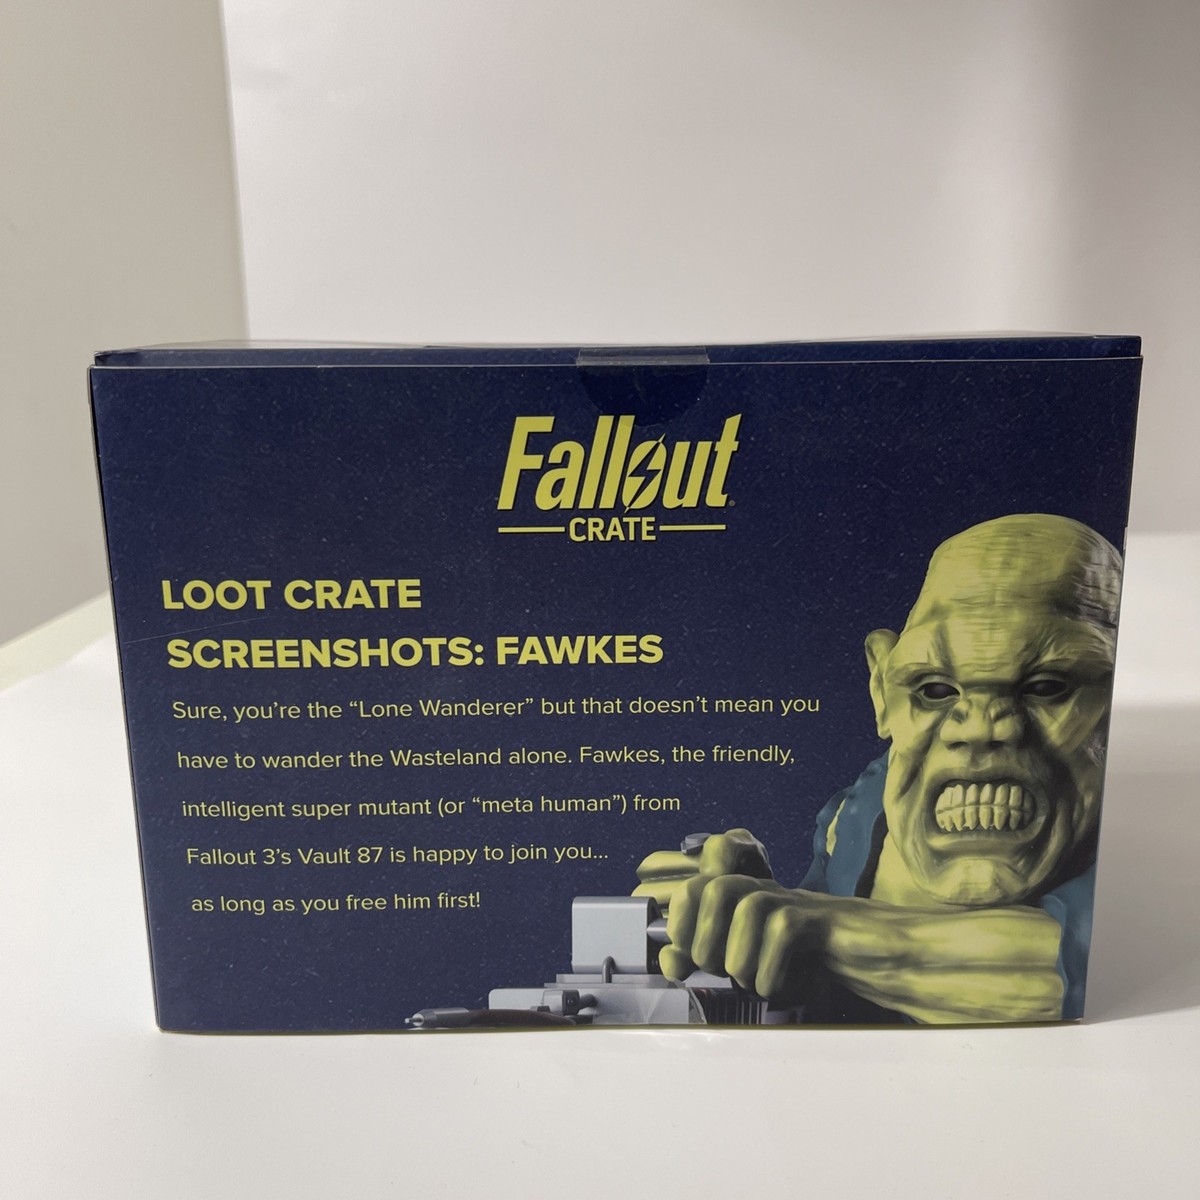 Fallout
CRATE
LOOT CRATE
SCREENSHOTS: FAWKES
Sure, you're the “Lone Wanderer” but that doesn't mean you
have to wander the Wasteland alone. Fawkes, the friendly,
intelligent super mutant (or “meta human”) from
Fallout 3's Vault 87 is happy to join you...
as long as you free him first!